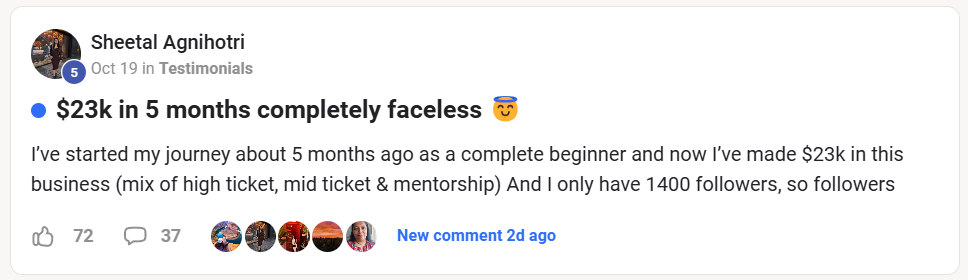 Sheetal Agnihotri
5
Oct 19 in Testimonials
$23k in 5 months completely faceless 😇
I’ve started my journey about 5 months ago as a complete beginner and now I’ve made $23k in this
business (mix of high ticket, mid ticket & mentorship) And I only have 1400 followers, so followers
72 37 New comment 2d ago